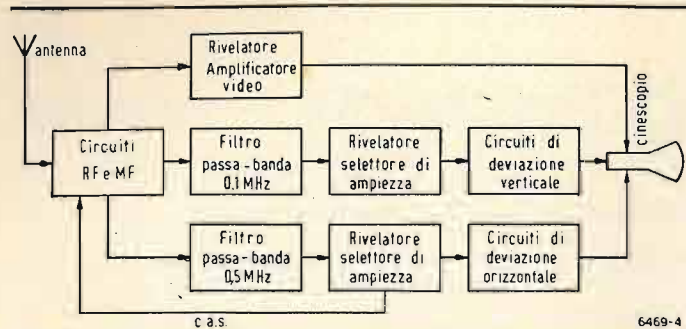 antenna
Rivelatore
Amplificatore
video
cinescopio
Circuiti
RF e MF
Filtro
passa-banda
0,1 MHz
Rivelatore
selettore di
ampiezza
Circuiti di
deviazione
verticale
Filtro
passa-banda
0,5 MHz
Rivelatore
selettore di
ampiezza
Circuiti di
deviazione
orizzontale
c a.s.
6469-4